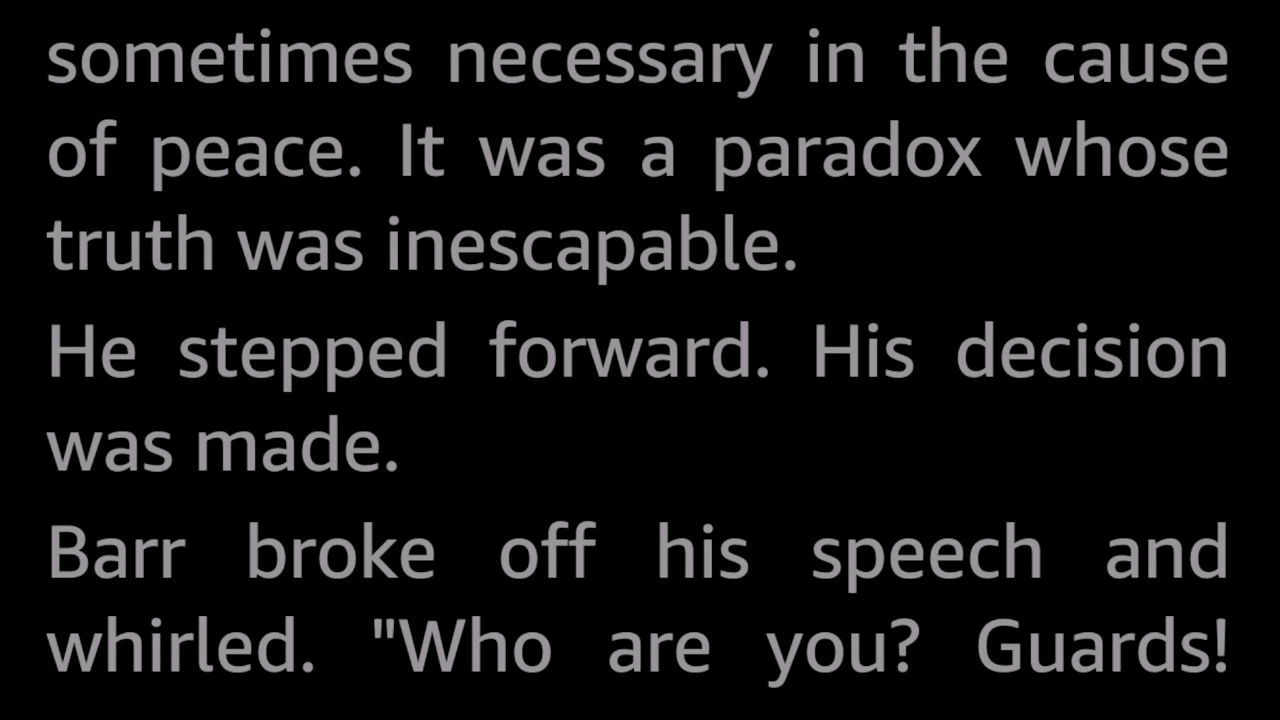 sometimes necessary in the cause
of peace. It was a paradox whose
truth was inescapable.
He stepped forward. His decision
was made.
Barr broke off his speech and
whirled. "Who are you? Guards!